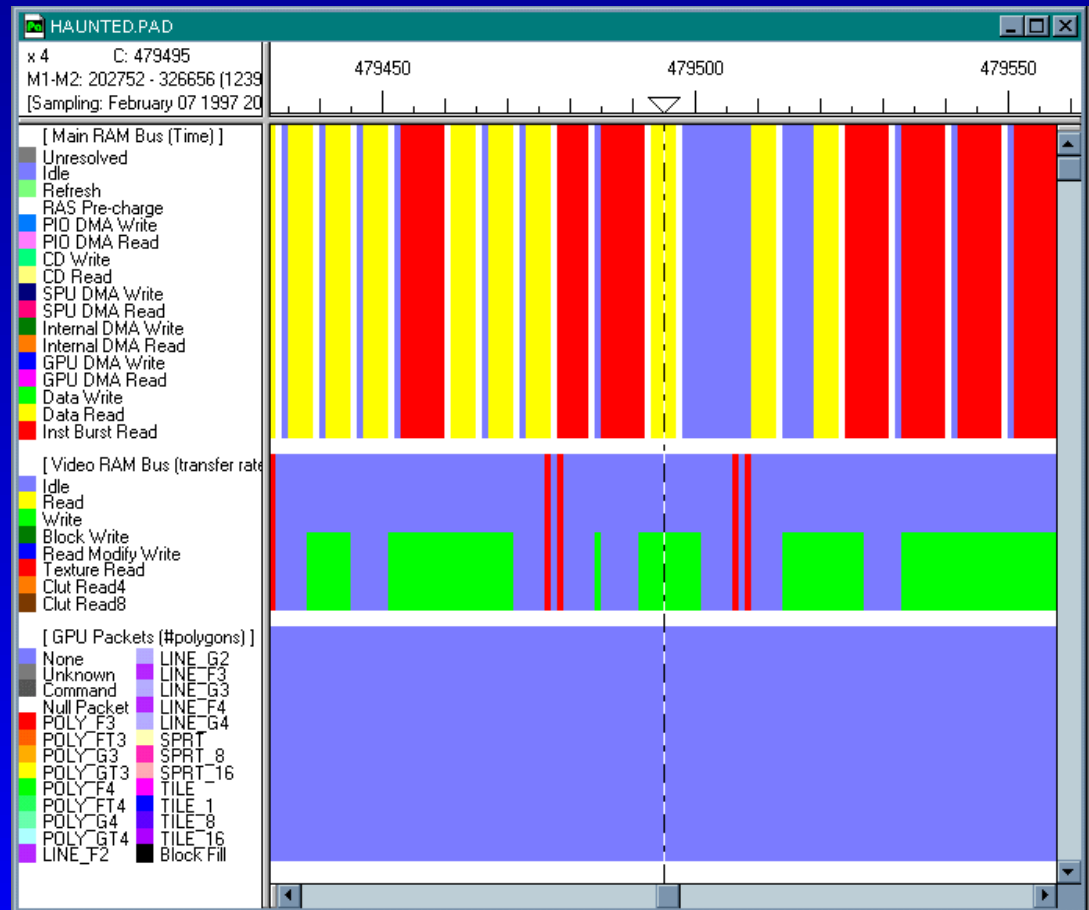 Pa HAUNTED.PAD
x 4 C: 479495
M1-M2: 202752 - 326656 (1239
[Sampling: February 07 1997 20
479450 479500 479550
[ Main RAM Bus (Time) ]
Unresolved
Idle
Refresh
RAS Pre-charge
PIO DMA Write
PIO DMA Read
CD Write
CD Read
SPU DMA Write
SPU DMA Read
Internal DMA Write
Internal DMA Read
GPU DMA Write
GPU DMA Read
Data Write
Data Read
Inst Burst Read
[ Video RAM Bus (transfer rate
Idle
Read
Write
Block Write
Read Modify Write
Texture Read
Clut Read4
Clut Read8
[ GPU Packets (#polygons) ]
None LINE_G2
Unknown LINE_F3
Command LINE_G3
Null Packet LINE_F4
POLY_F3 LINE_G4
POLY_FT3 SPRT
POLY_G3 SPRT_8
POLY_GT3 SPRT_16
POLY_F4 TILE
POLY_FT4 TILE_1
POLY_G4 TILE_8
POLY_GT4 TILE_16
LINE_F2 Block Fill